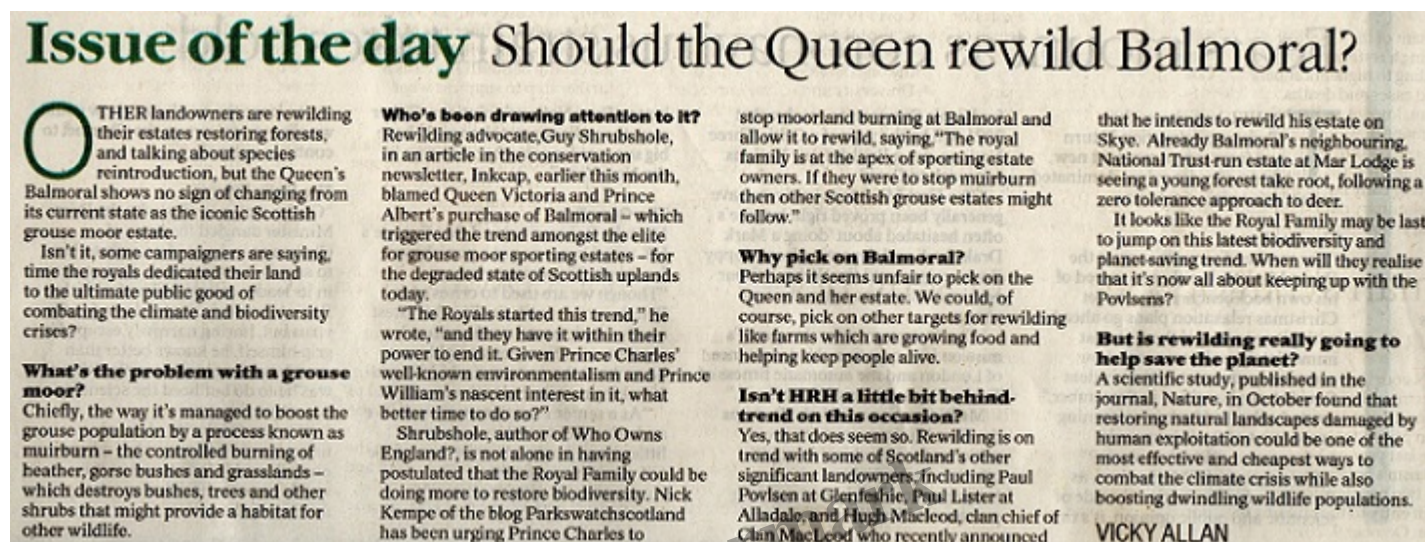 Issue of the day Should the Queen rewild Balmoral?
OTHER landowners are rewilding
their estates restoring forests,
and talking about species
reintroduction, but the Queen's
Balmoral shows no sign of changing from
its current state as the iconic Scottish
grouse moor estate.
Isn't it, some campaigners are saying,
time the royals dedicated their land
to the ultimate public good of
combating the climate and biodiversity
crises?
What's the problem with a grouse
moor?
Chiefly, the way it's managed to boost the
grouse population by a process known as
muirburn – the controlled burning of
heather, gorse bushes and grasslands –
which destroys bushes, trees and other
shrubs that might provide a habitat for
other wildlife.
Who's been drawing attention to it?
Rewilding advocate,Guy Shrubshole,
in an article in the conservation
newsletter, Inkcap, earlier this month,
blamed Queen Victoria and Prince
Albert's purchase of Balmoral – which
triggered the trend amongst the elite
for grouse moor sporting estates – for
the degraded state of Scottish uplands
today.
"The Royals started this trend," he
wrote, "and they have it within their
power to end it. Given Prince Charles'
well-known environmentalism and Prince
William's nascent interest in it, what
better time to do so?"
Shrubshole, author of Who Owns
England?, is not alone in having
postulated that the Royal Family could be
doing more to restore biodiversity. Nick
Kempe of the blog Parkswatchscotland
has been urging Prince Charles to
stop moorland burning at Balmoral and
allow it to rewild, saying,"The royal
family is at the apex of sporting estate
owners. If they were to stop muirburn
then other Scottish grouse estates might
follow."
Why pick on Balmoral?
Perhaps it seems unfair to pick on the
Queen and her estate. We could, of
course, pick on other targets for rewilding
like farms which are growing food and
helping keep people alive.
Isn't HRH a little bit behind-
trend on this occasion?
Yes, that does seem so. Rewilding is on
trend with some of Scotland's other
significant landowners, including Paul
Povlsen at Glenfeshie, Paul Lister at
Alladale, and Hugh Macleod, clan chief of
Clan MacLeod who recently announced
that he intends to rewild his estate on
Skye. Already Balmoral's neighbouring,
National Trust-run estate at Mar Lodge is
seeing a young forest take root, following a
zero tolerance approach to deer.
It looks like the Royal Family may be last
to jump on this latest biodiversity and
planet-saving trend. When will they realise
that it's now all about keeping up with the
Povlsens?
But is rewilding really going to
help save the planet?
A scientific study, published in the
journal, Nature, in October found that
restoring natural landscapes damaged by
human exploitation could be one of the
most effective and cheapest ways to
combat the climate crisis while also
boosting dwindling wildlife populations.
VICKY ALLAN